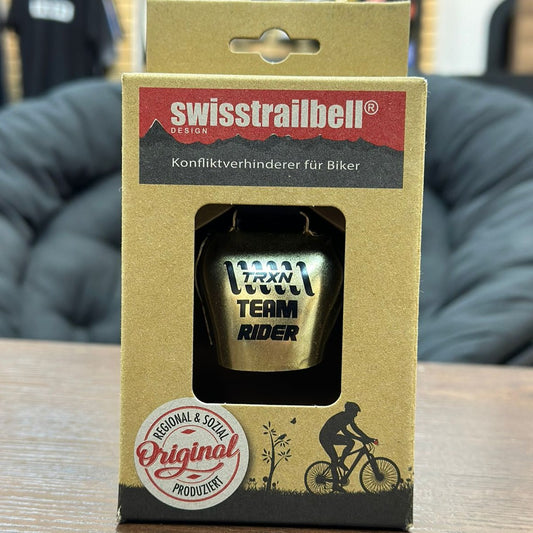 swisstrailbell®
DESIGN
Konfliktverhinderer für Biker
TRXN
TEAM
RIDER
REGIONAL & SOZIAL
Original
PRODUZIERT